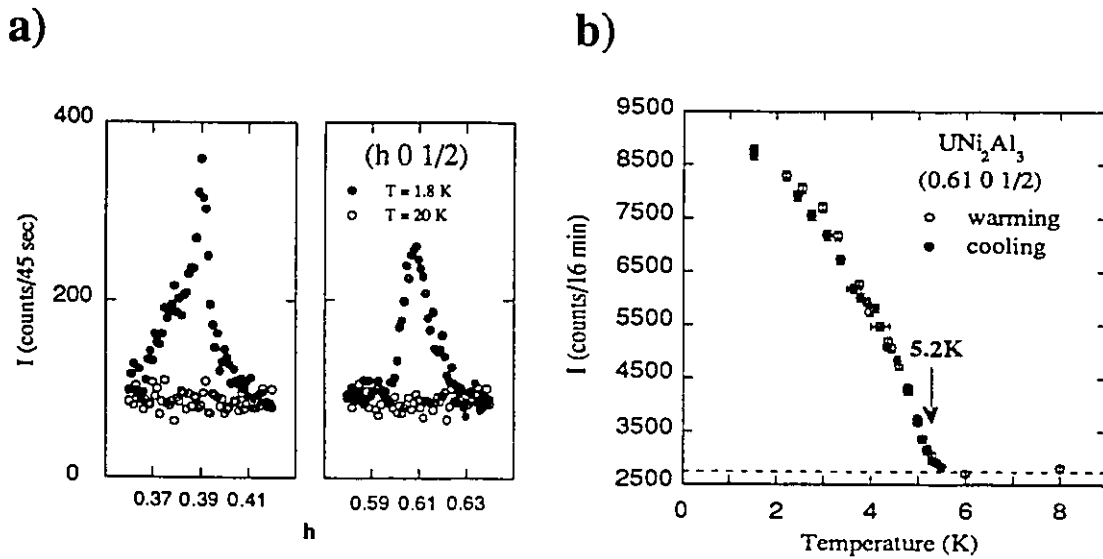 a)
400
200
0
I (counts/45 sec)
0.37 0.39 0.41
(h 0 1/2)
T = 1.8 K
T = 20 K
0.59 0.61 0.63
h
b)
9500
8500
7500
6500
5500
4500
3500
2500
I (counts/16 min)
UNi₂Al₃
(0.61 0 1/2)
warming
cooling
5.2K
0 2 4 6 8
Temperature (K)